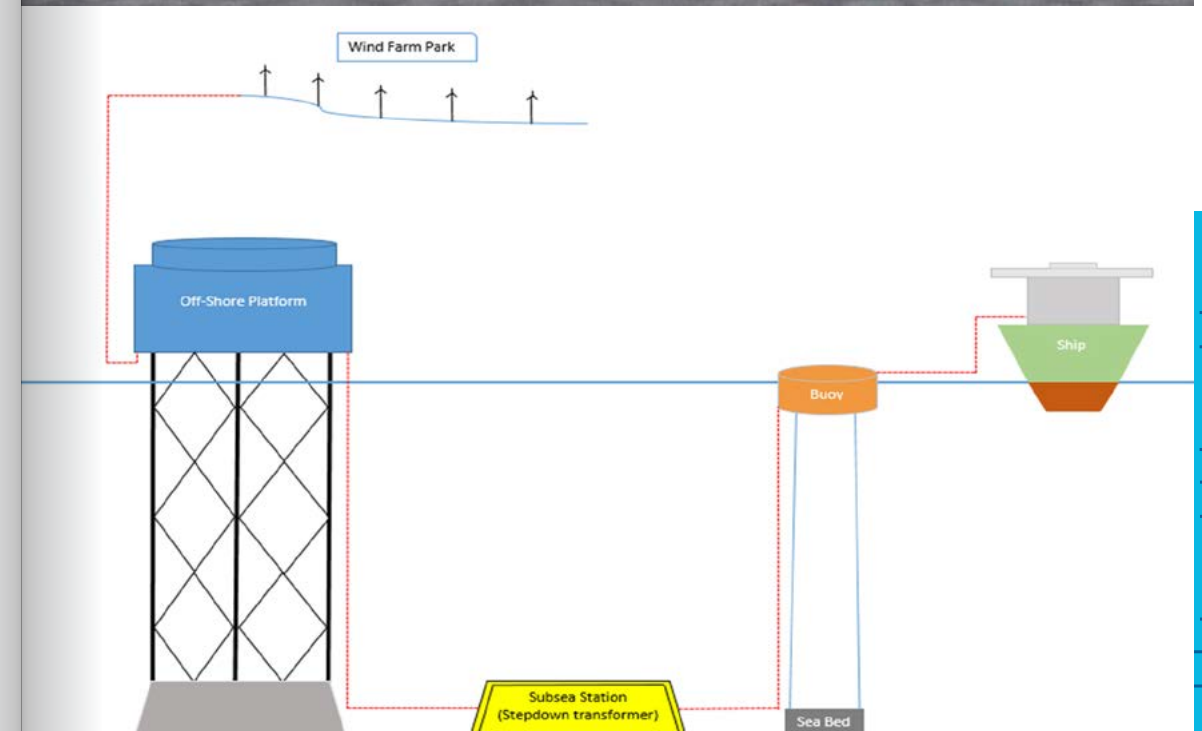 Wind Farm Park
Off-Shore Platform
Ship
Buoy
Subsea Station
(Stepdown transformer)
Sea Bed